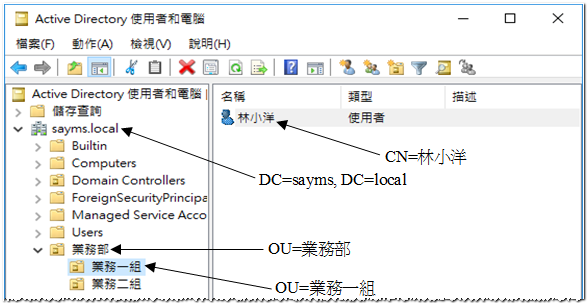 Active Directory 使用者和電腦
檔案(F) 動作(A) 檢視(V) 說明(H)
Active Directory 使用者和電腦
名稱 類型 描述
儲存查詢
林小洋 使用者
sayms.local
Builtin
CN=林小洋
Computers
DC=sayms, DC=local
Domain Controllers
ForeignSecurityPrincipa
Managed Service Acco
Users
業務部
OU=業務部
業務一組
OU=業務一組
業務二組